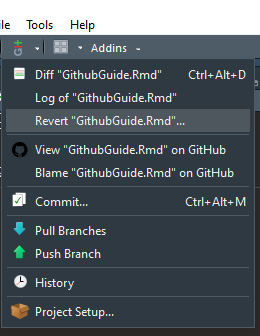 ile Tools Help
Addins
Diff "GithubGuide.Rmd" Ctrl+Alt+D
Log of "GithubGuide.Rmd"
Revert "GithubGuide.Rmd"...
View "GithubGuide.Rmd" on GitHub
Blame "GithubGuide.Rmd" on GitHub
Commit... Ctrl+Alt+M
Pull Branches
Push Branch
History
Project Setup...